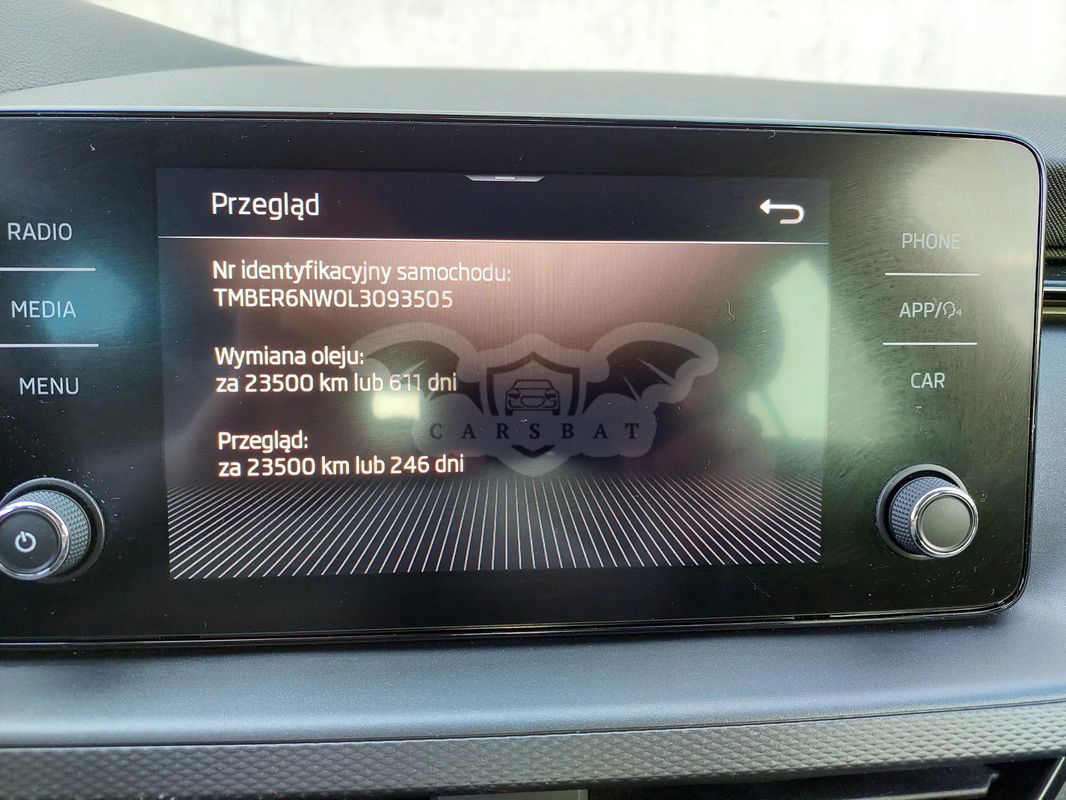 Przegląd
RADIO
MEDIA
MENU
Nr identyfikacyjny samochodu:
TMBER6NW0L3093505
Wymiana oleju:
za 23500 km lub 611 dni
Przegląd:
za 23500 km lub 246 dni
CARSBAT
PHONE
APP/
CAR